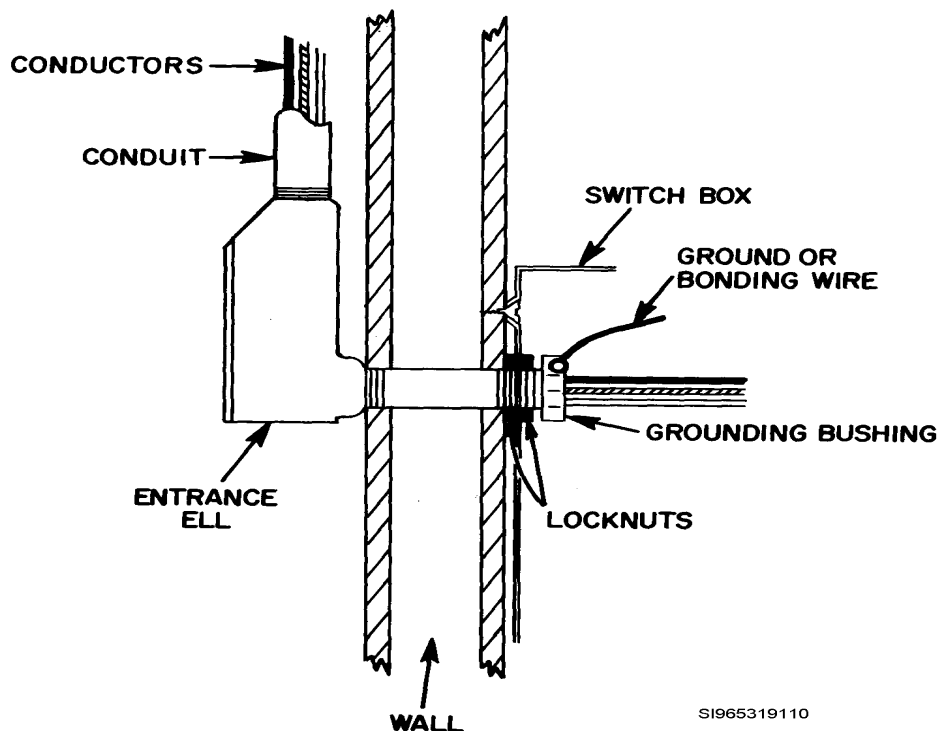 CONDUCTORS
CONDUIT
SWITCH BOX
GROUND OR
BONDING WIRE
GROUNDING BUSHING
ENTRANCE
ELL
LOCKNUTS
WALL
SI965319110